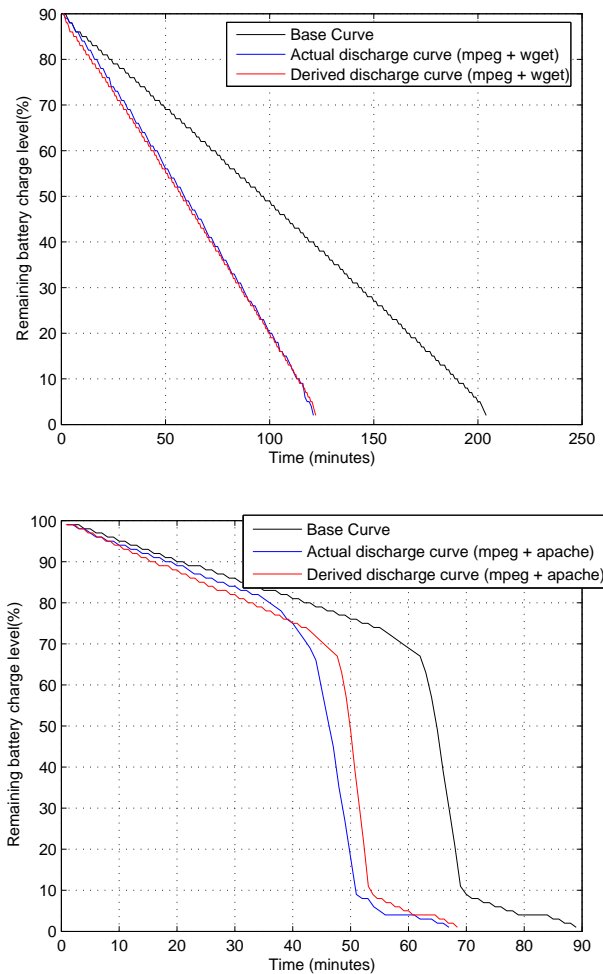 90
80
70
60
50
40
30
20
10
0
Remaining battery charge level(%)
Base Curve
Actual discharge curve (mpeg + wget)
Derived discharge curve (mpeg + wget)
0 50 100 150 200 250
Time (minutes)
100
90
80
70
60
50
40
30
20
10
0
Remaining battery charge level(%)
Base Curve
Actual discharge curve (mpeg + apache)
Derived discharge curve (mpeg + apache)
0 10 20 30 40 50 60 70 80 90
Time (minutes)